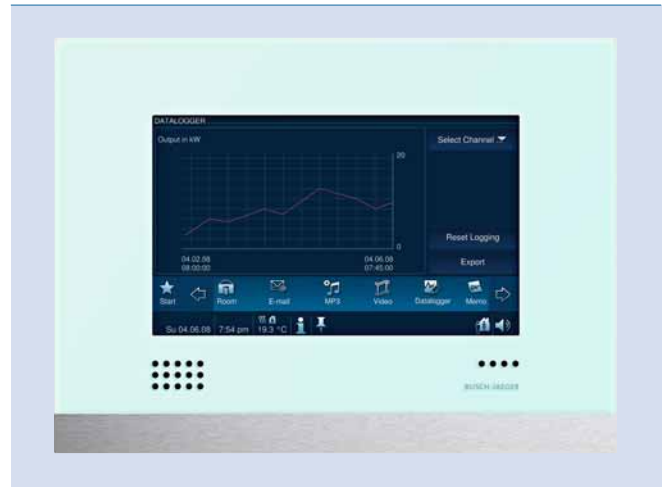 DATALOGGER
Output in kW
Select Channel
20
0
Reset Logging
04.02.08
04.06.08
Export
08:00:00
07:45:00
Start
Room
E-mail
MP3
Video
Datalogger
Memo
Su 04.06.08 7:54 pm 19.3 °C
BUSCH-JAEGER